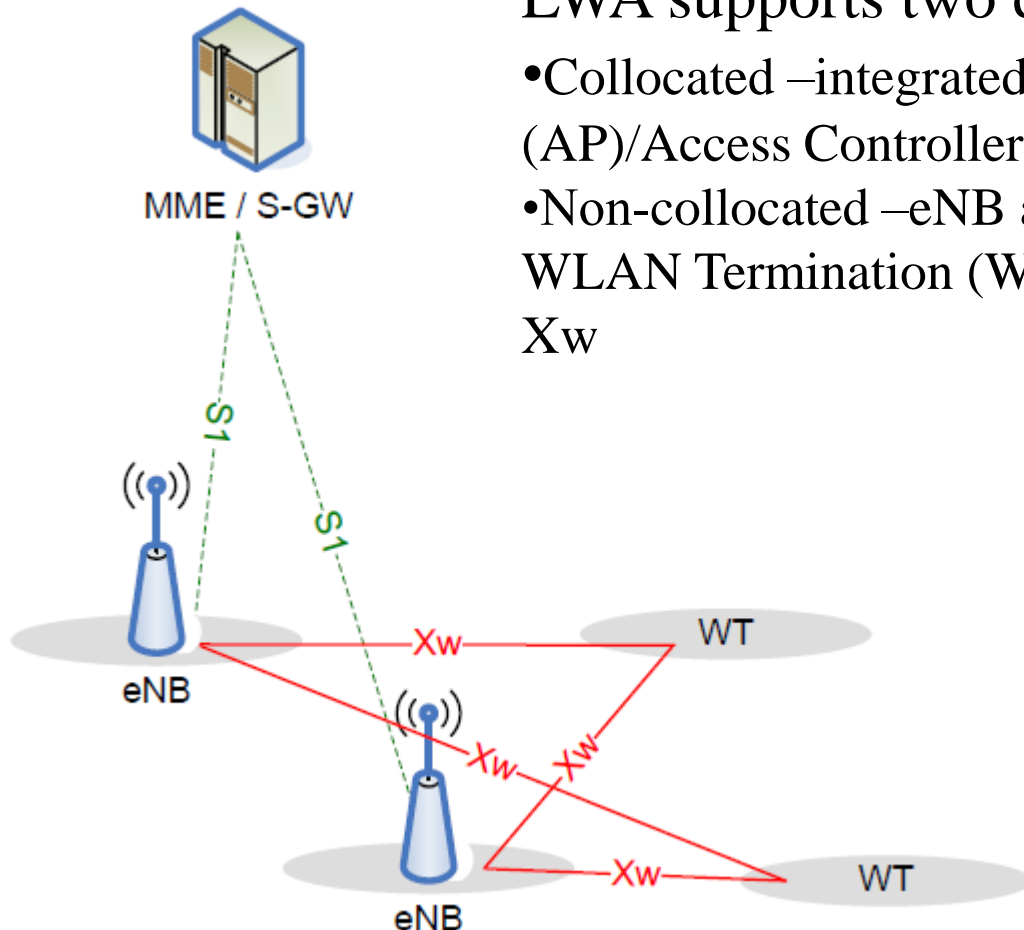 LWA supports two
•Collocated –integrated
(AP)/Access Controller
•Non-collocated –eNB
WLAN Termination
Xw
MME / S-GW
S1
S1
Xw
WT
eNB
Xw
Xw
Xw
WT
eNB